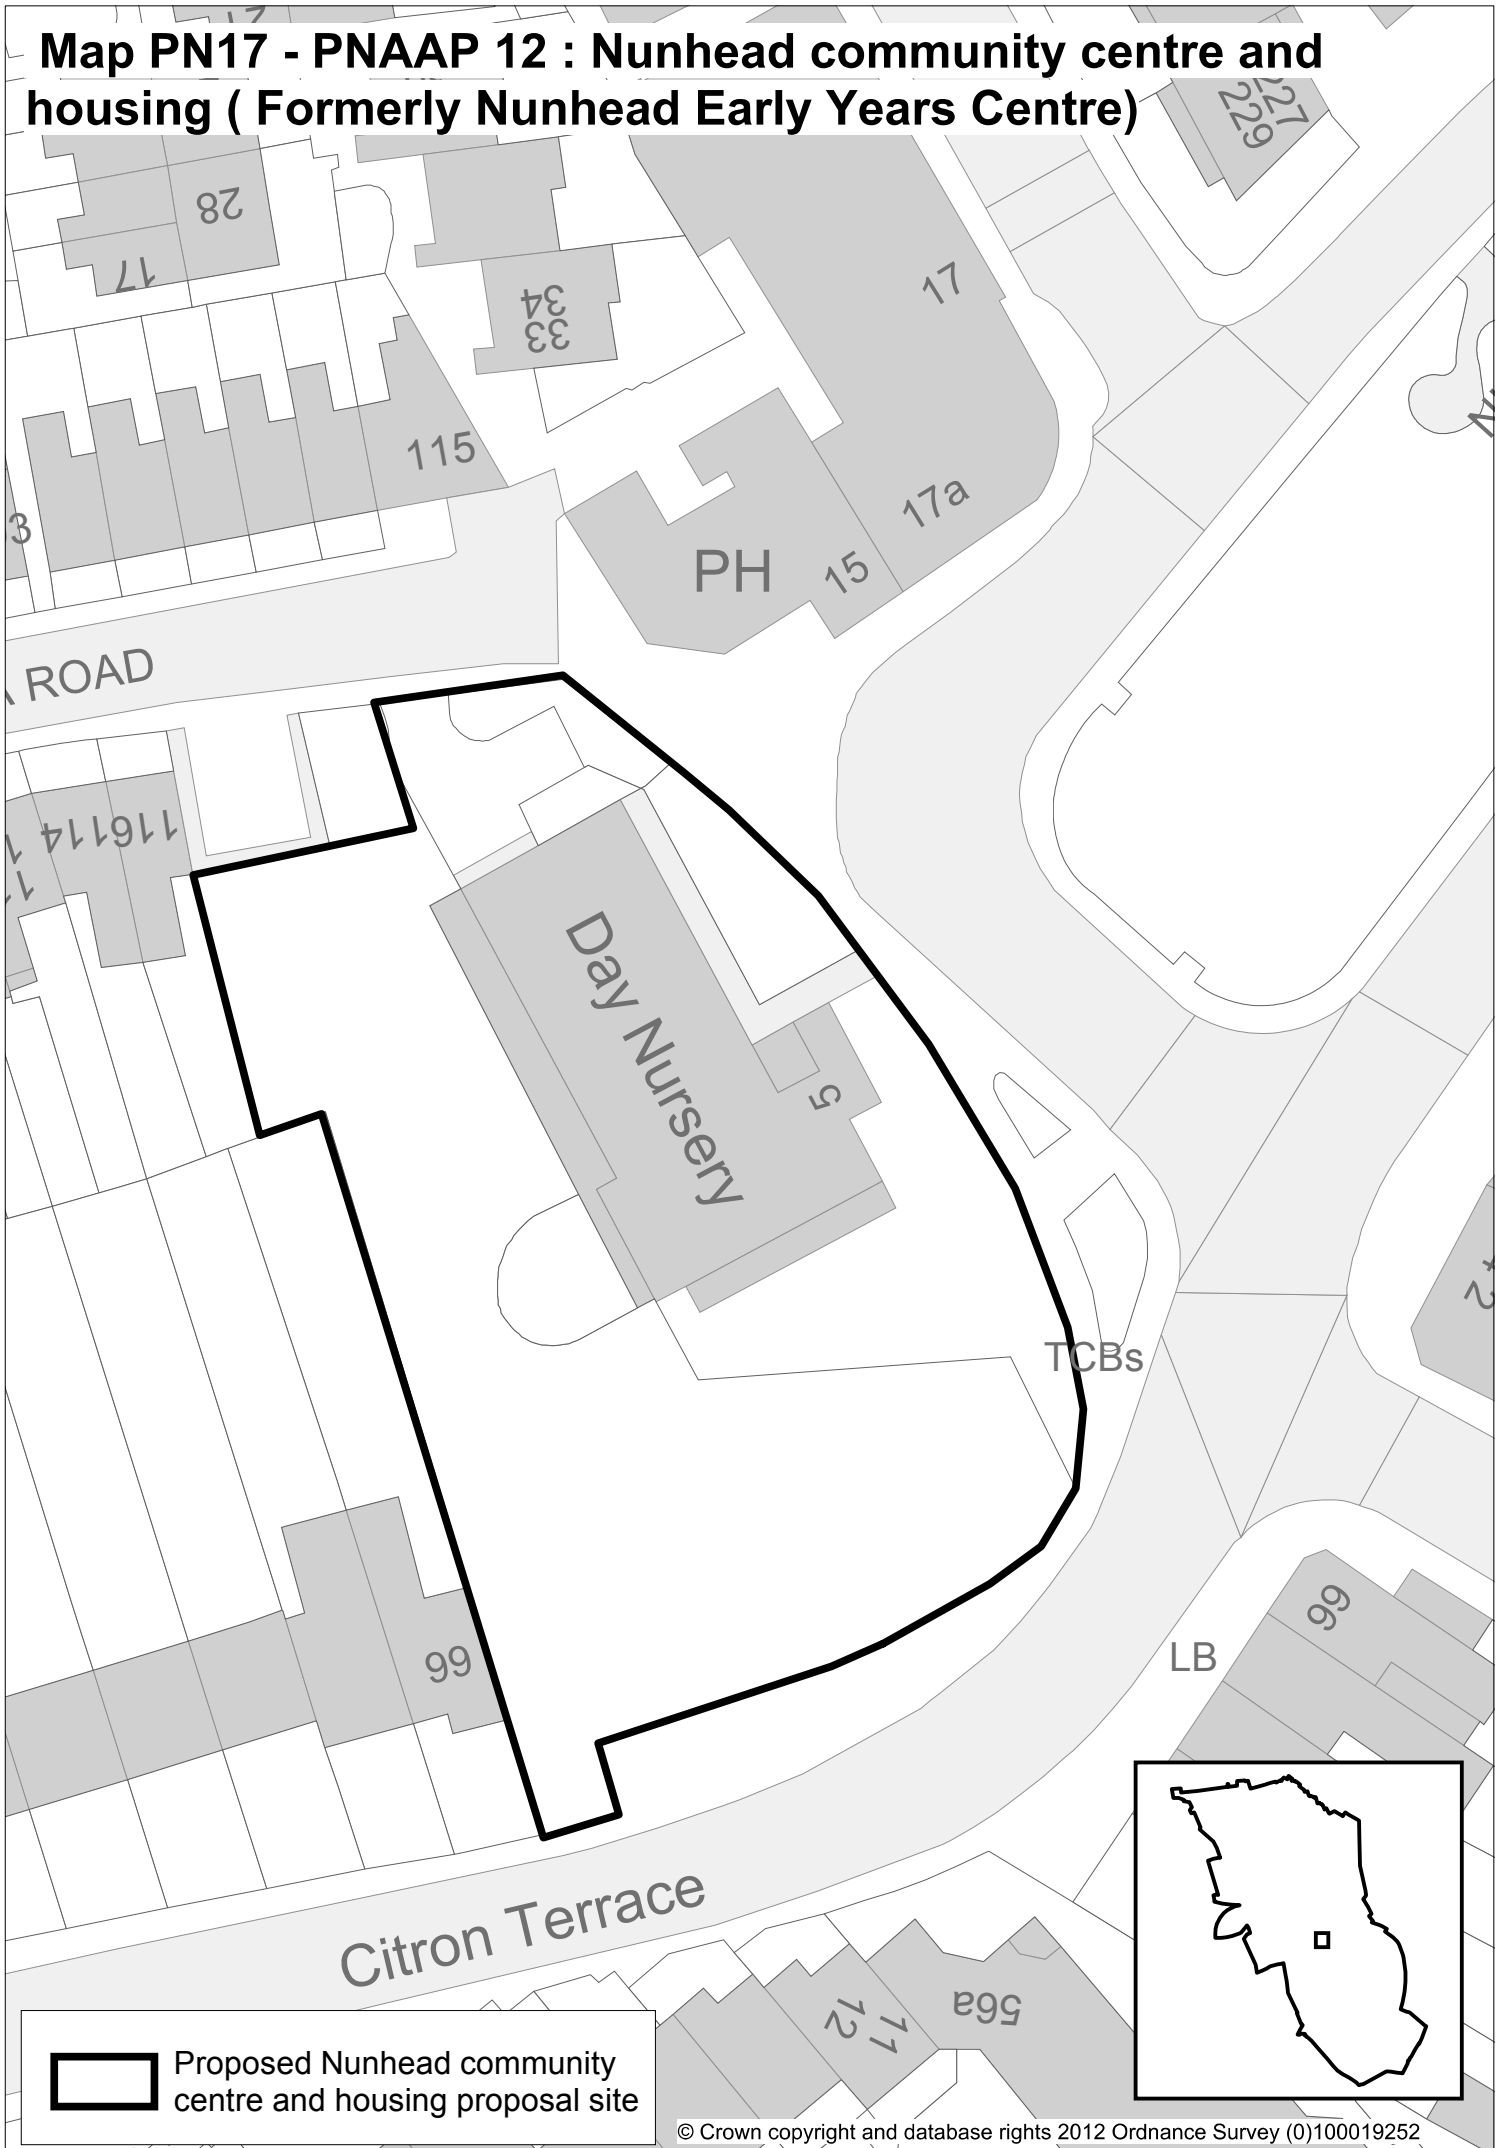 Map PN17 - PNAAP 12 : Nunhead community centre and
housing ( Formerly Nunhead Early Years Centre)
227
229
28
17
17
34
33
115
17a
15
PH
ROAD
116
114
Day Nursery
5
TCBs
99
99
LB
Citron Terrace
12
11
56a
Proposed Nunhead community
centre and housing proposal site
© Crown copyright and database rights 2012 Ordnance Survey (0)100019252